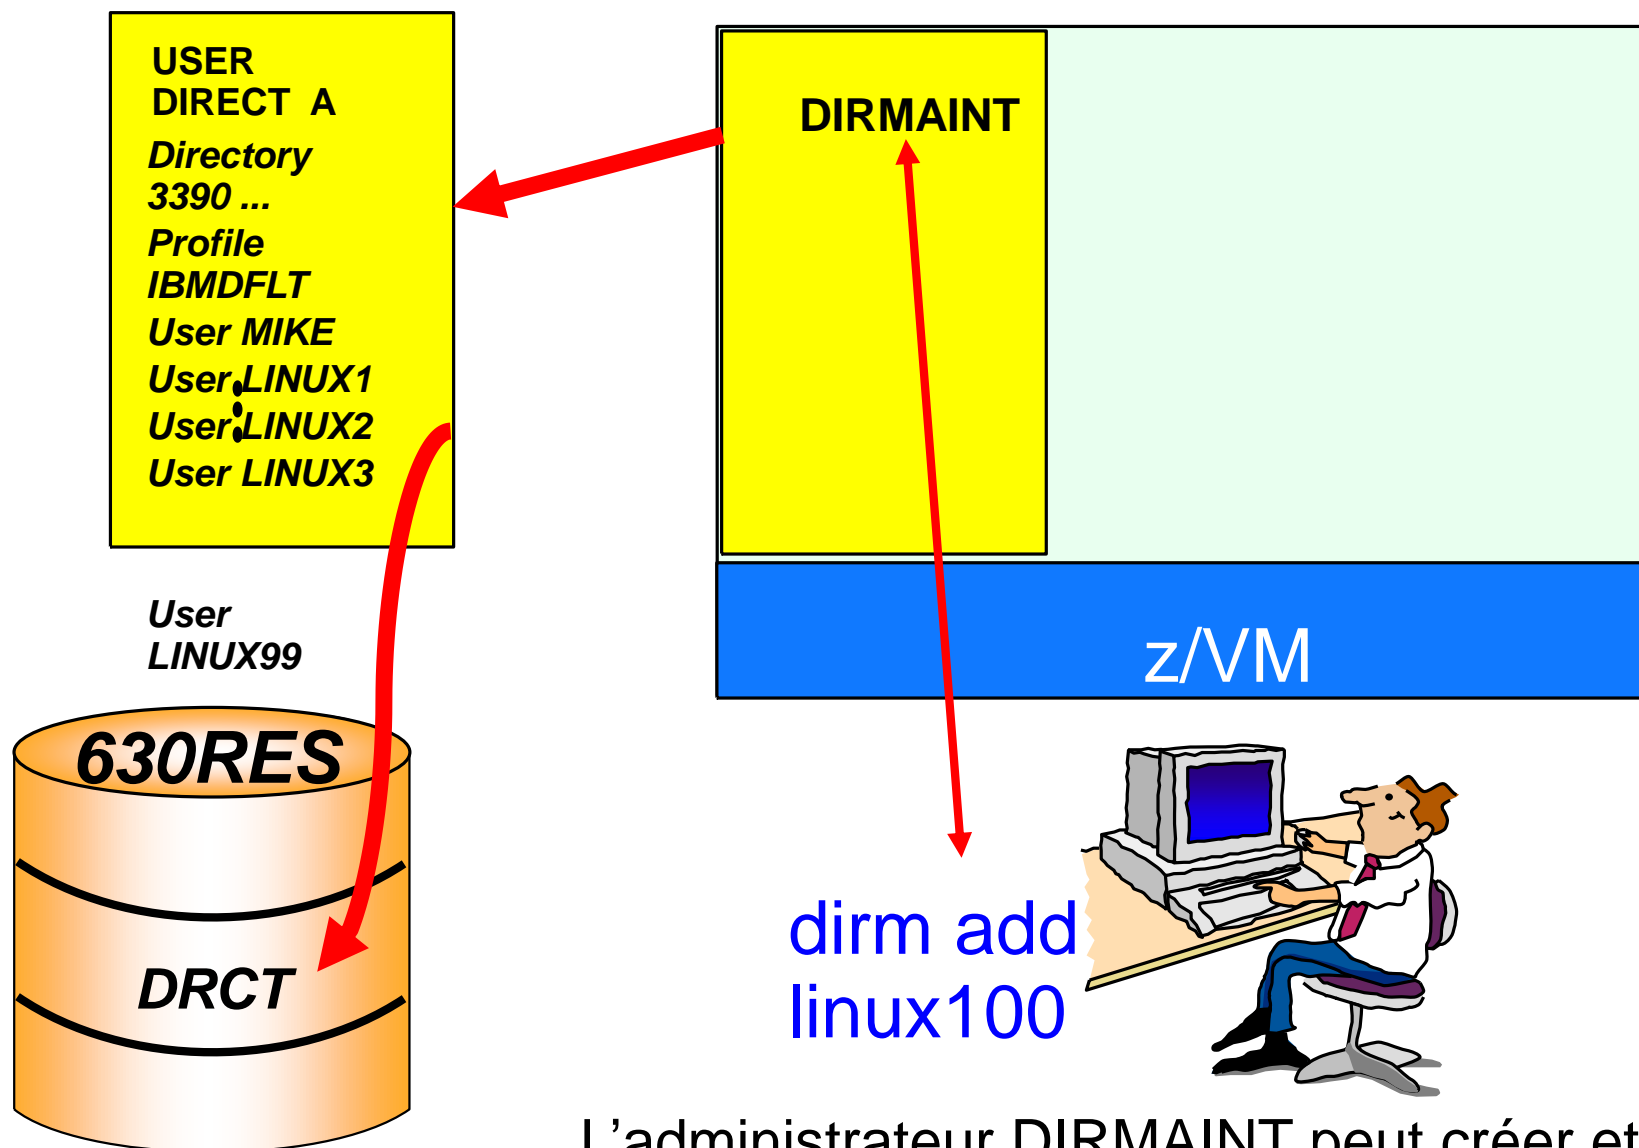 USER
DIRECT A
Directory
3390 ...
Profile
IBMDFLT
User MIKE
User LINUX1
User LINUX2
User LINUX3
User
LINUX99
630RES
DRCT
DIRMAINT
z/VM
dirm add
linux100
L’administrateur DIRMAINT peut créer et